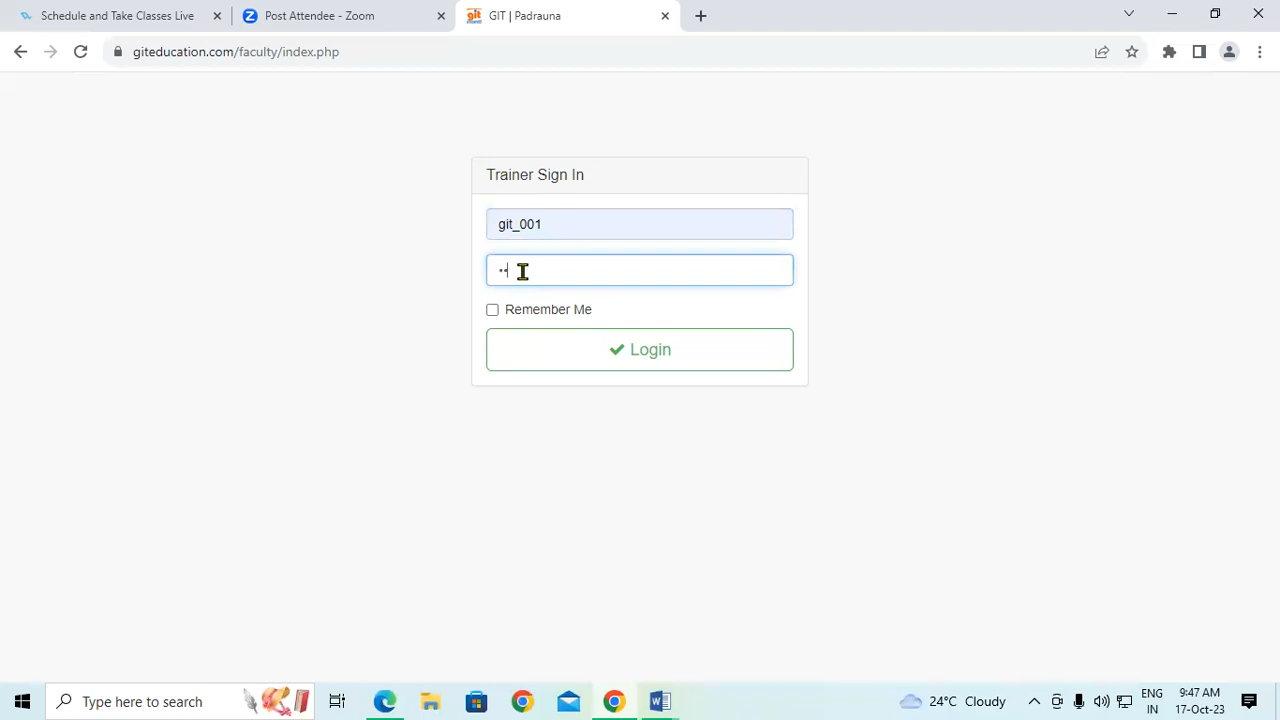 Schedule and Take Classes Live
Post Attendee - Zoom
git
GIT | Padrauna
giteducation.com/faculty/index.php
Trainer Sign In
git_001
Remember Me
Login
Type here to search
24°C Cloudy
ENG
IN
9:47 AM
17-Oct-23